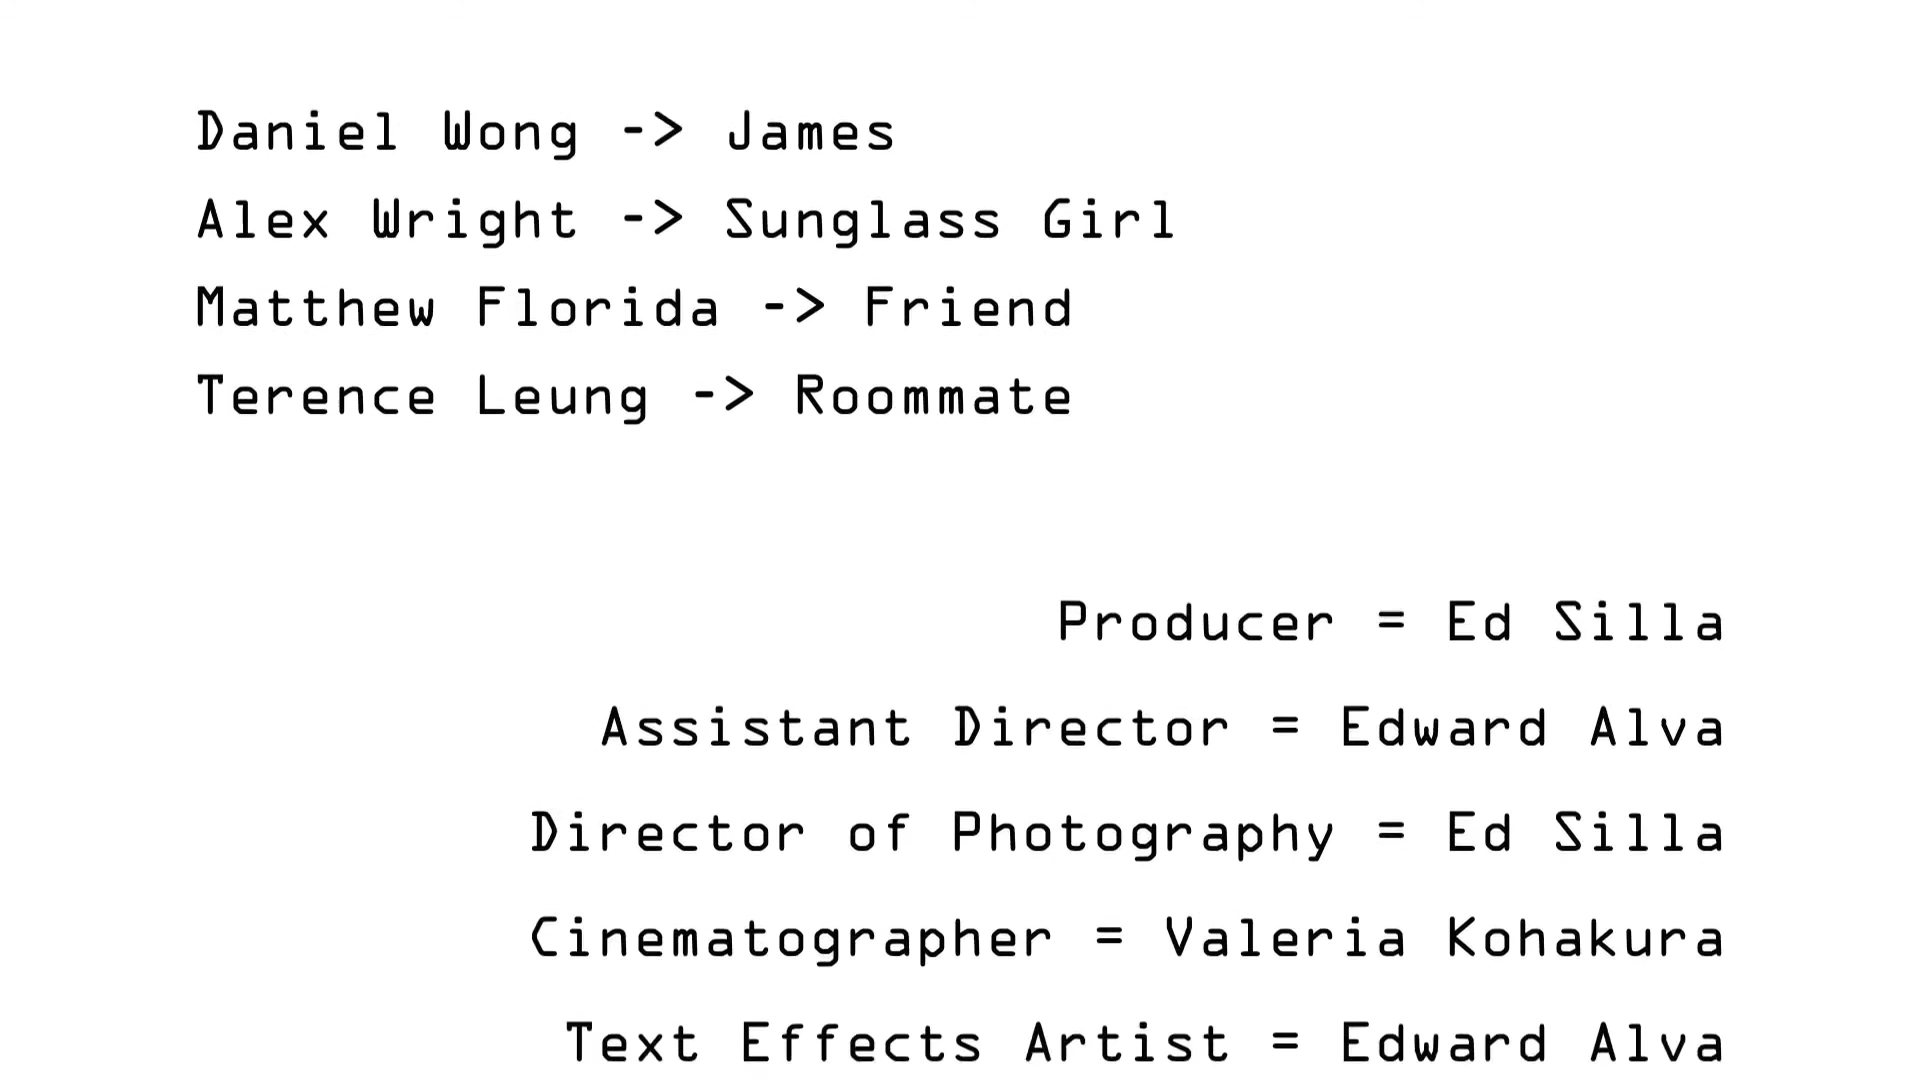 Daniel Wong -> James
Alex Wright -> Sunglass Girl
Matthew Florida -> Friend
Terence Leung -> Roommate
Producer = Ed Silla
Assistant Director = Edward Alva
Director of Photography = Ed Silla
Cinematographer = Valeria Kohakura
Text Effects Artist = Edward Alva